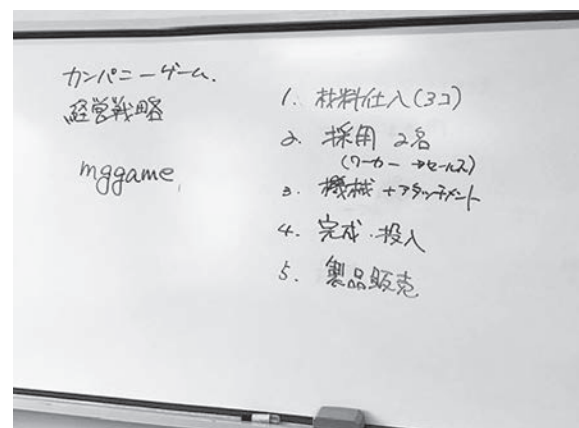 カンパニーゲーム.
経営戦略
mggame
1. 材料仕入(3コ)
2. 採用 2名
(ワーカー →セールス)
3. 機械 +アタッチメント
4. 完成・投入
5. 製品販売